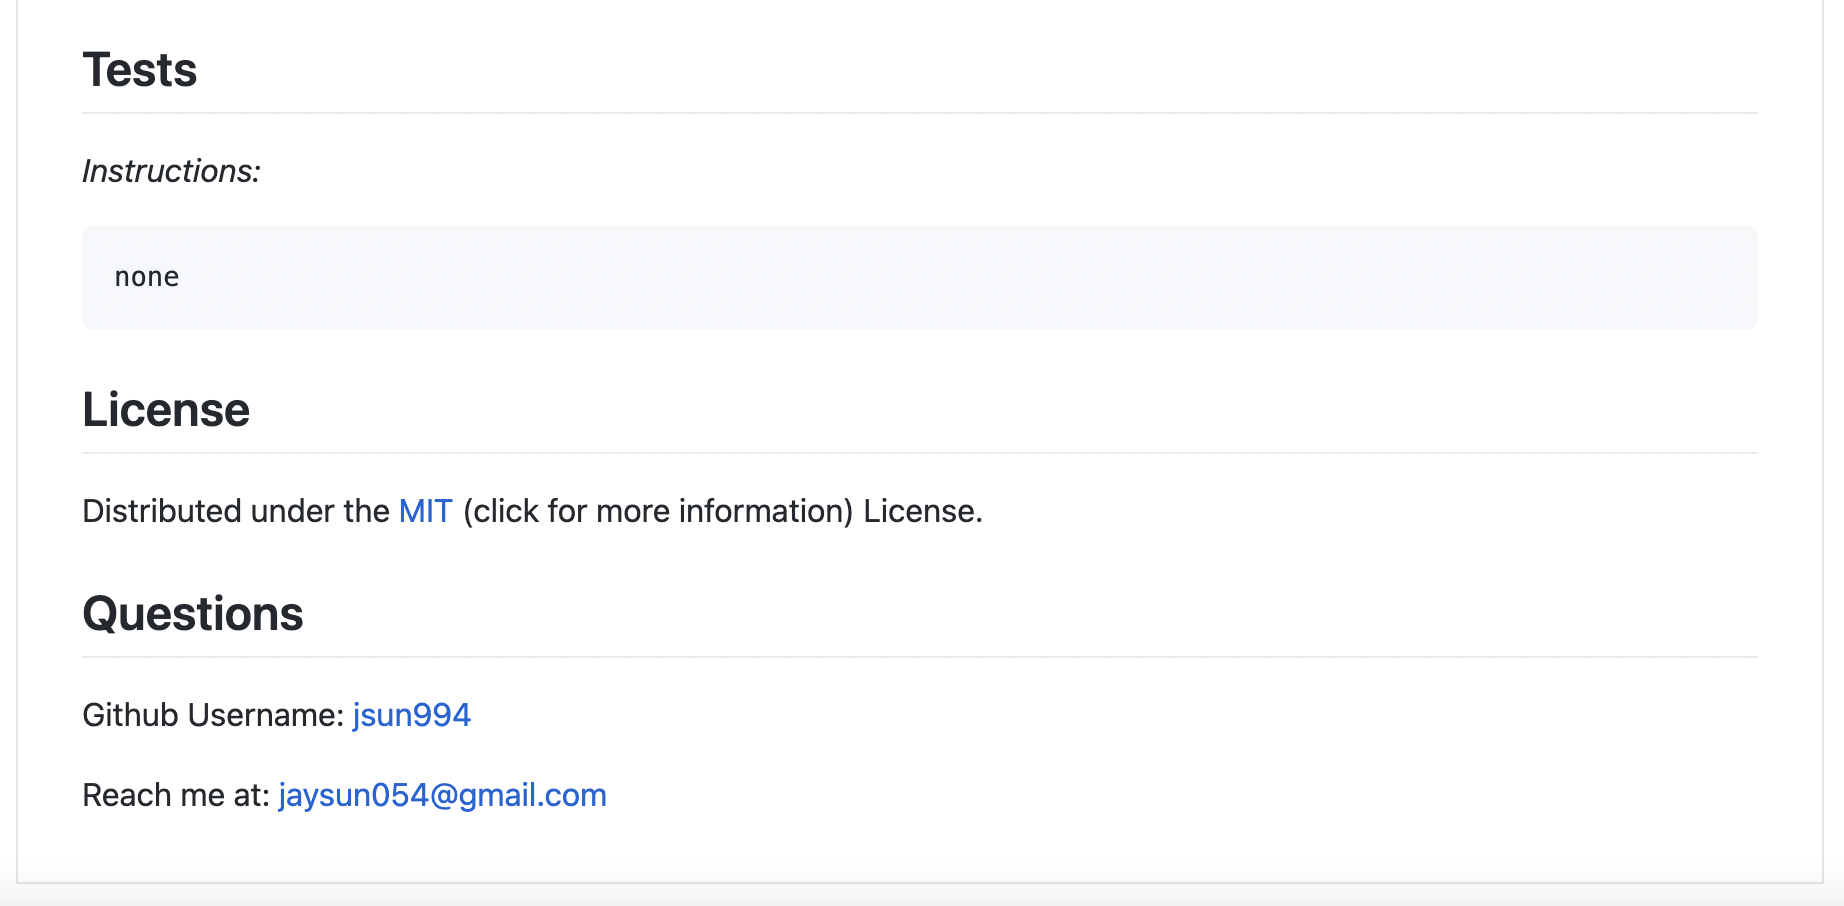 Tests
Instructions:
none
License
Distributed under the MIT (click for more information) License.
Questions
Github Username: jsun994
Reach me at: jaysun054@gmail.com